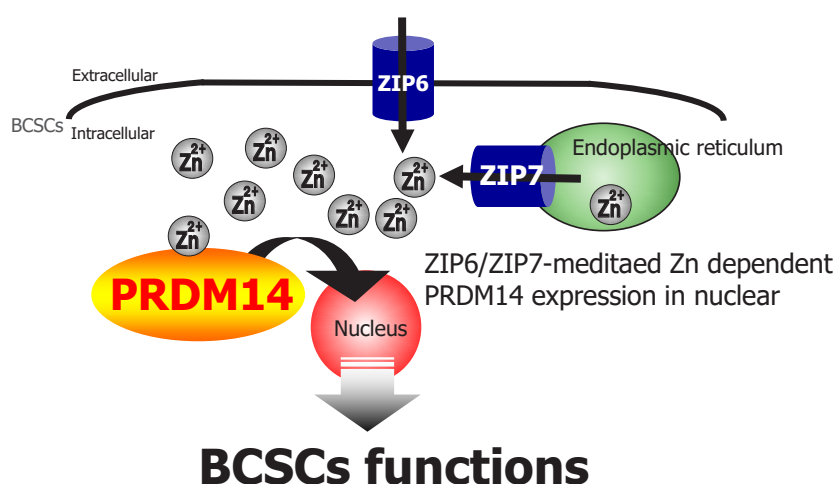 ZIP6
Extracellular
BCSCs
Intracellular
Zn2+
Zn2+
Zn2+
Zn2+
Zn2+
Zn2+
Zn2+
ZIP7
Endoplasmic reticulum
Zn2+
Zn2+
PRDM14
ZIP6/ZIP7-meditaed Zn dependent
PRDM14 expression in nuclear
Nucleus
BCSCs functions